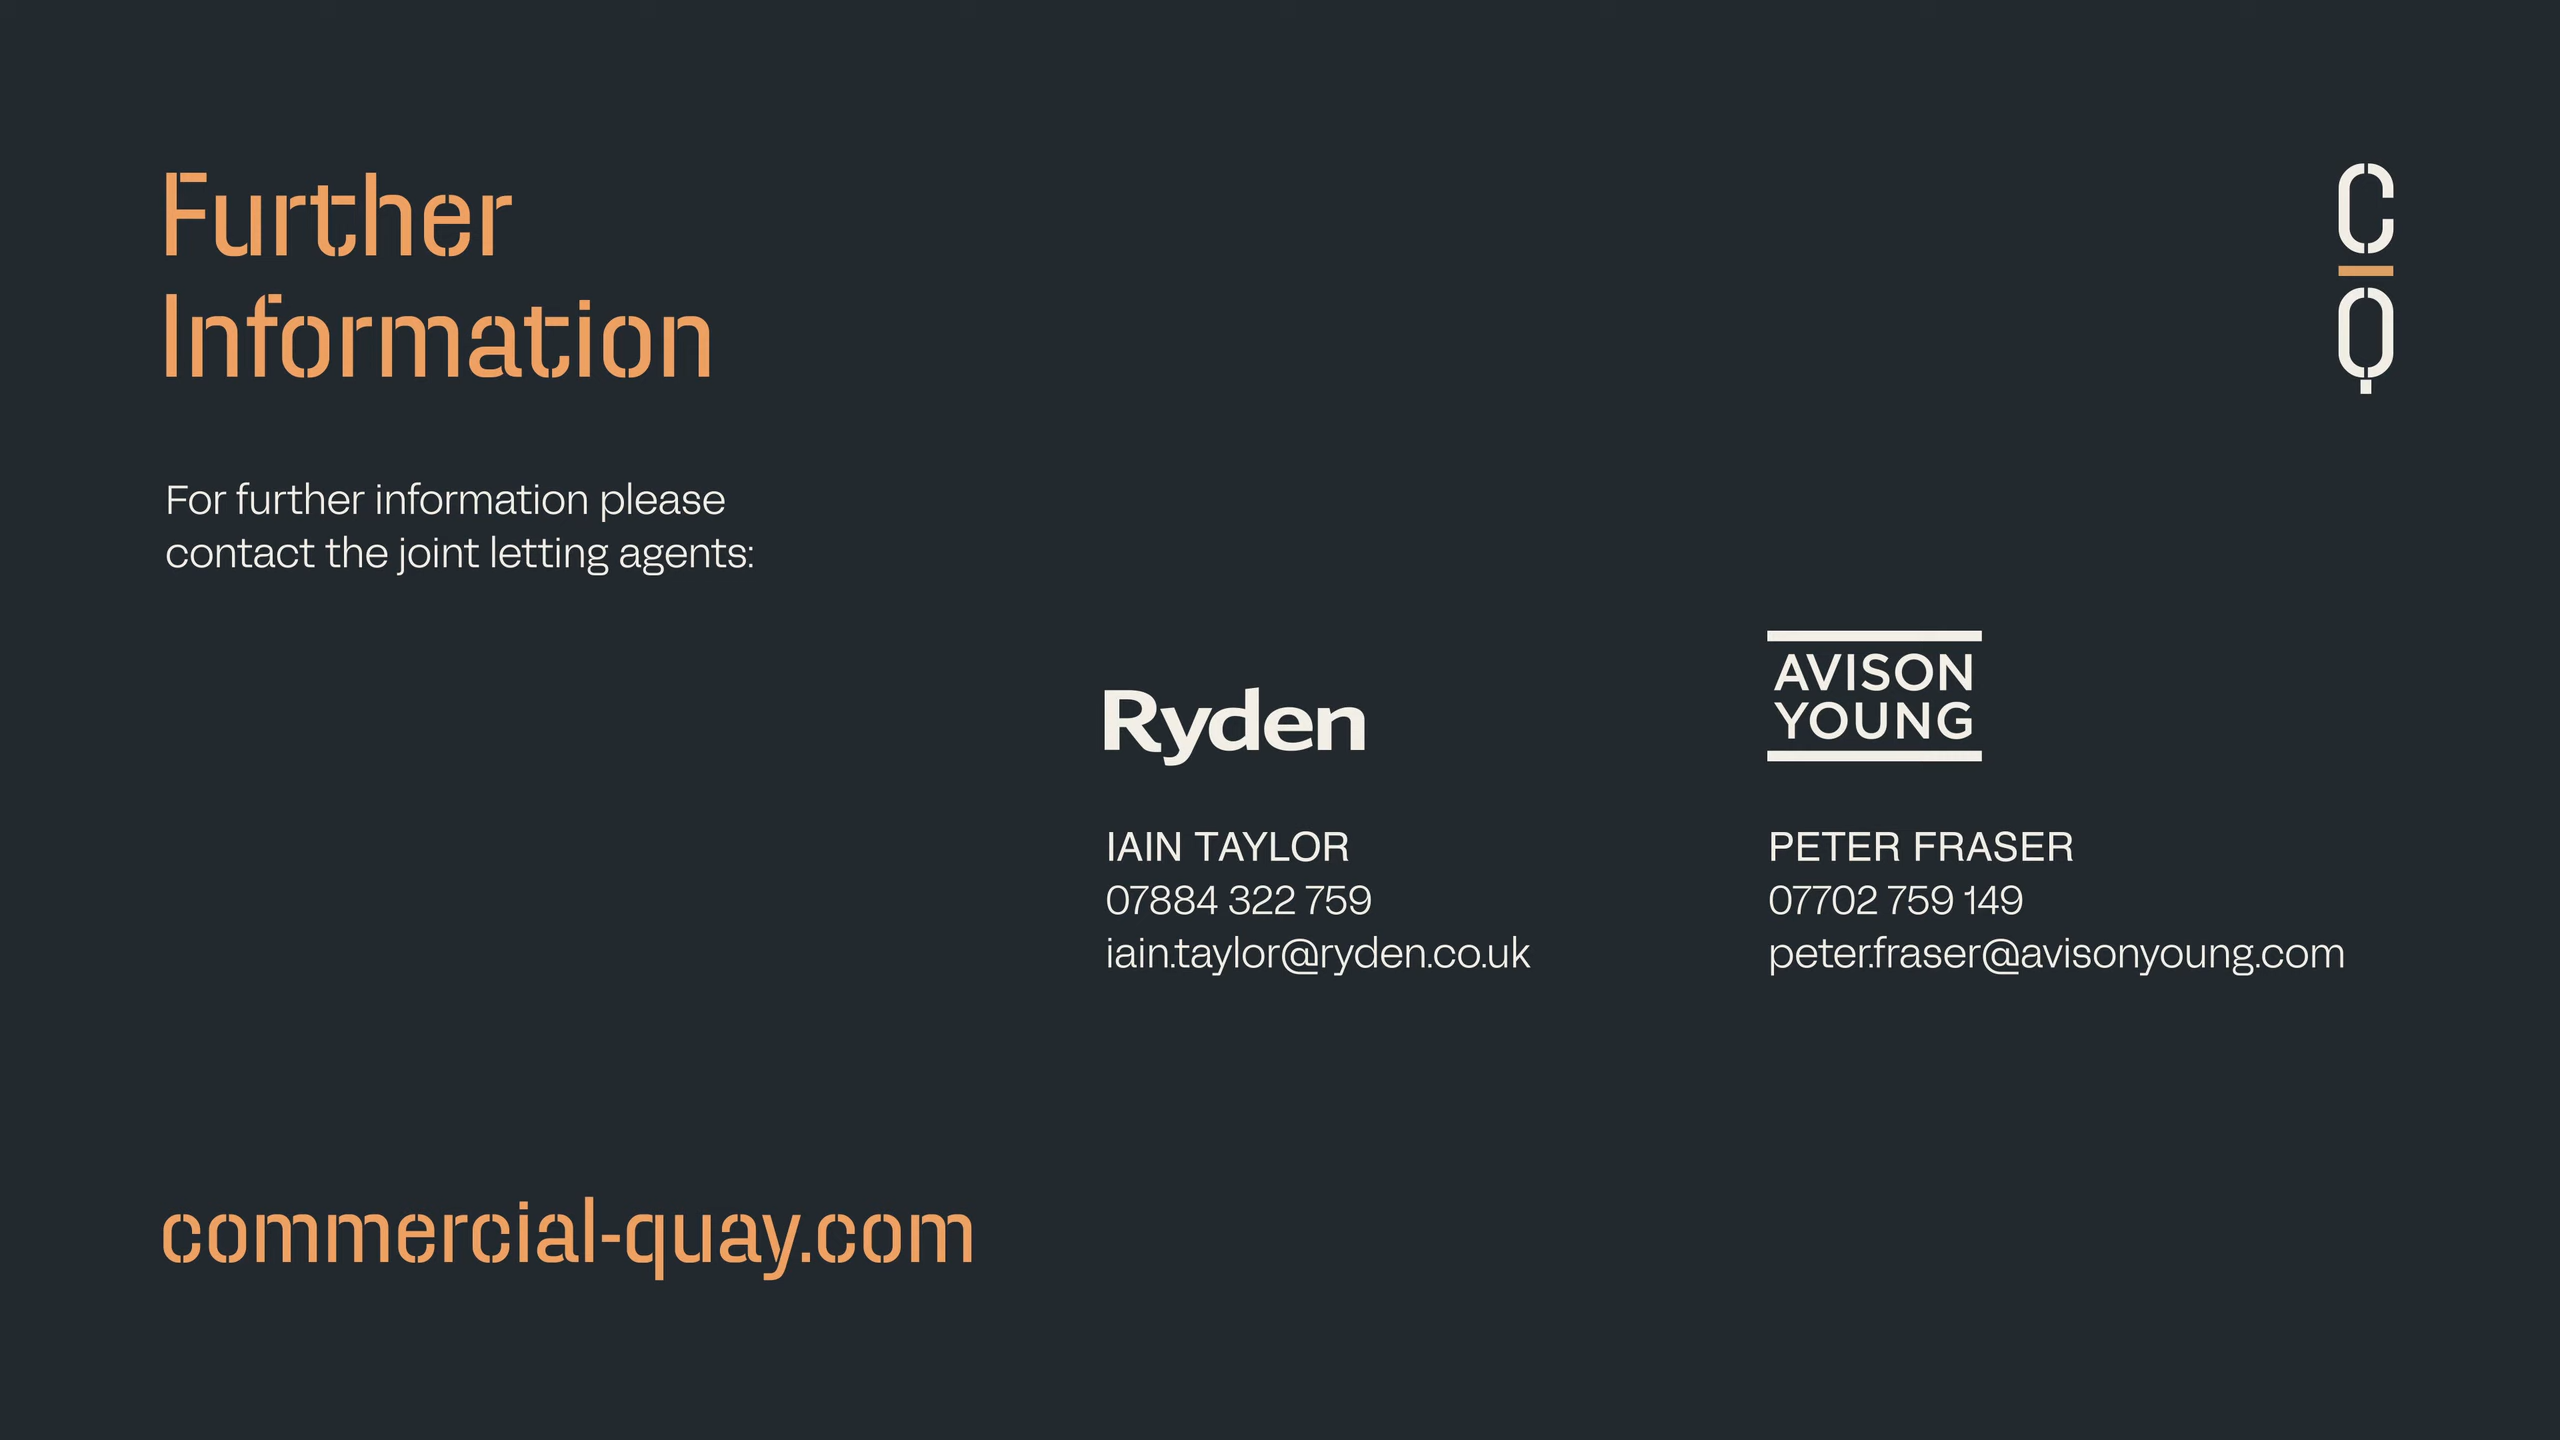 Further
Information
C
Q
For further information please
contact the joint letting agents:
Ryden
IAIN TAYLOR
07884 322 759
iain.taylor@ryden.co.uk
AVISON
YOUNG
PETER FRASER
07702 759 149
peter.fraser@avisonyoung.com
commercial-quay.com